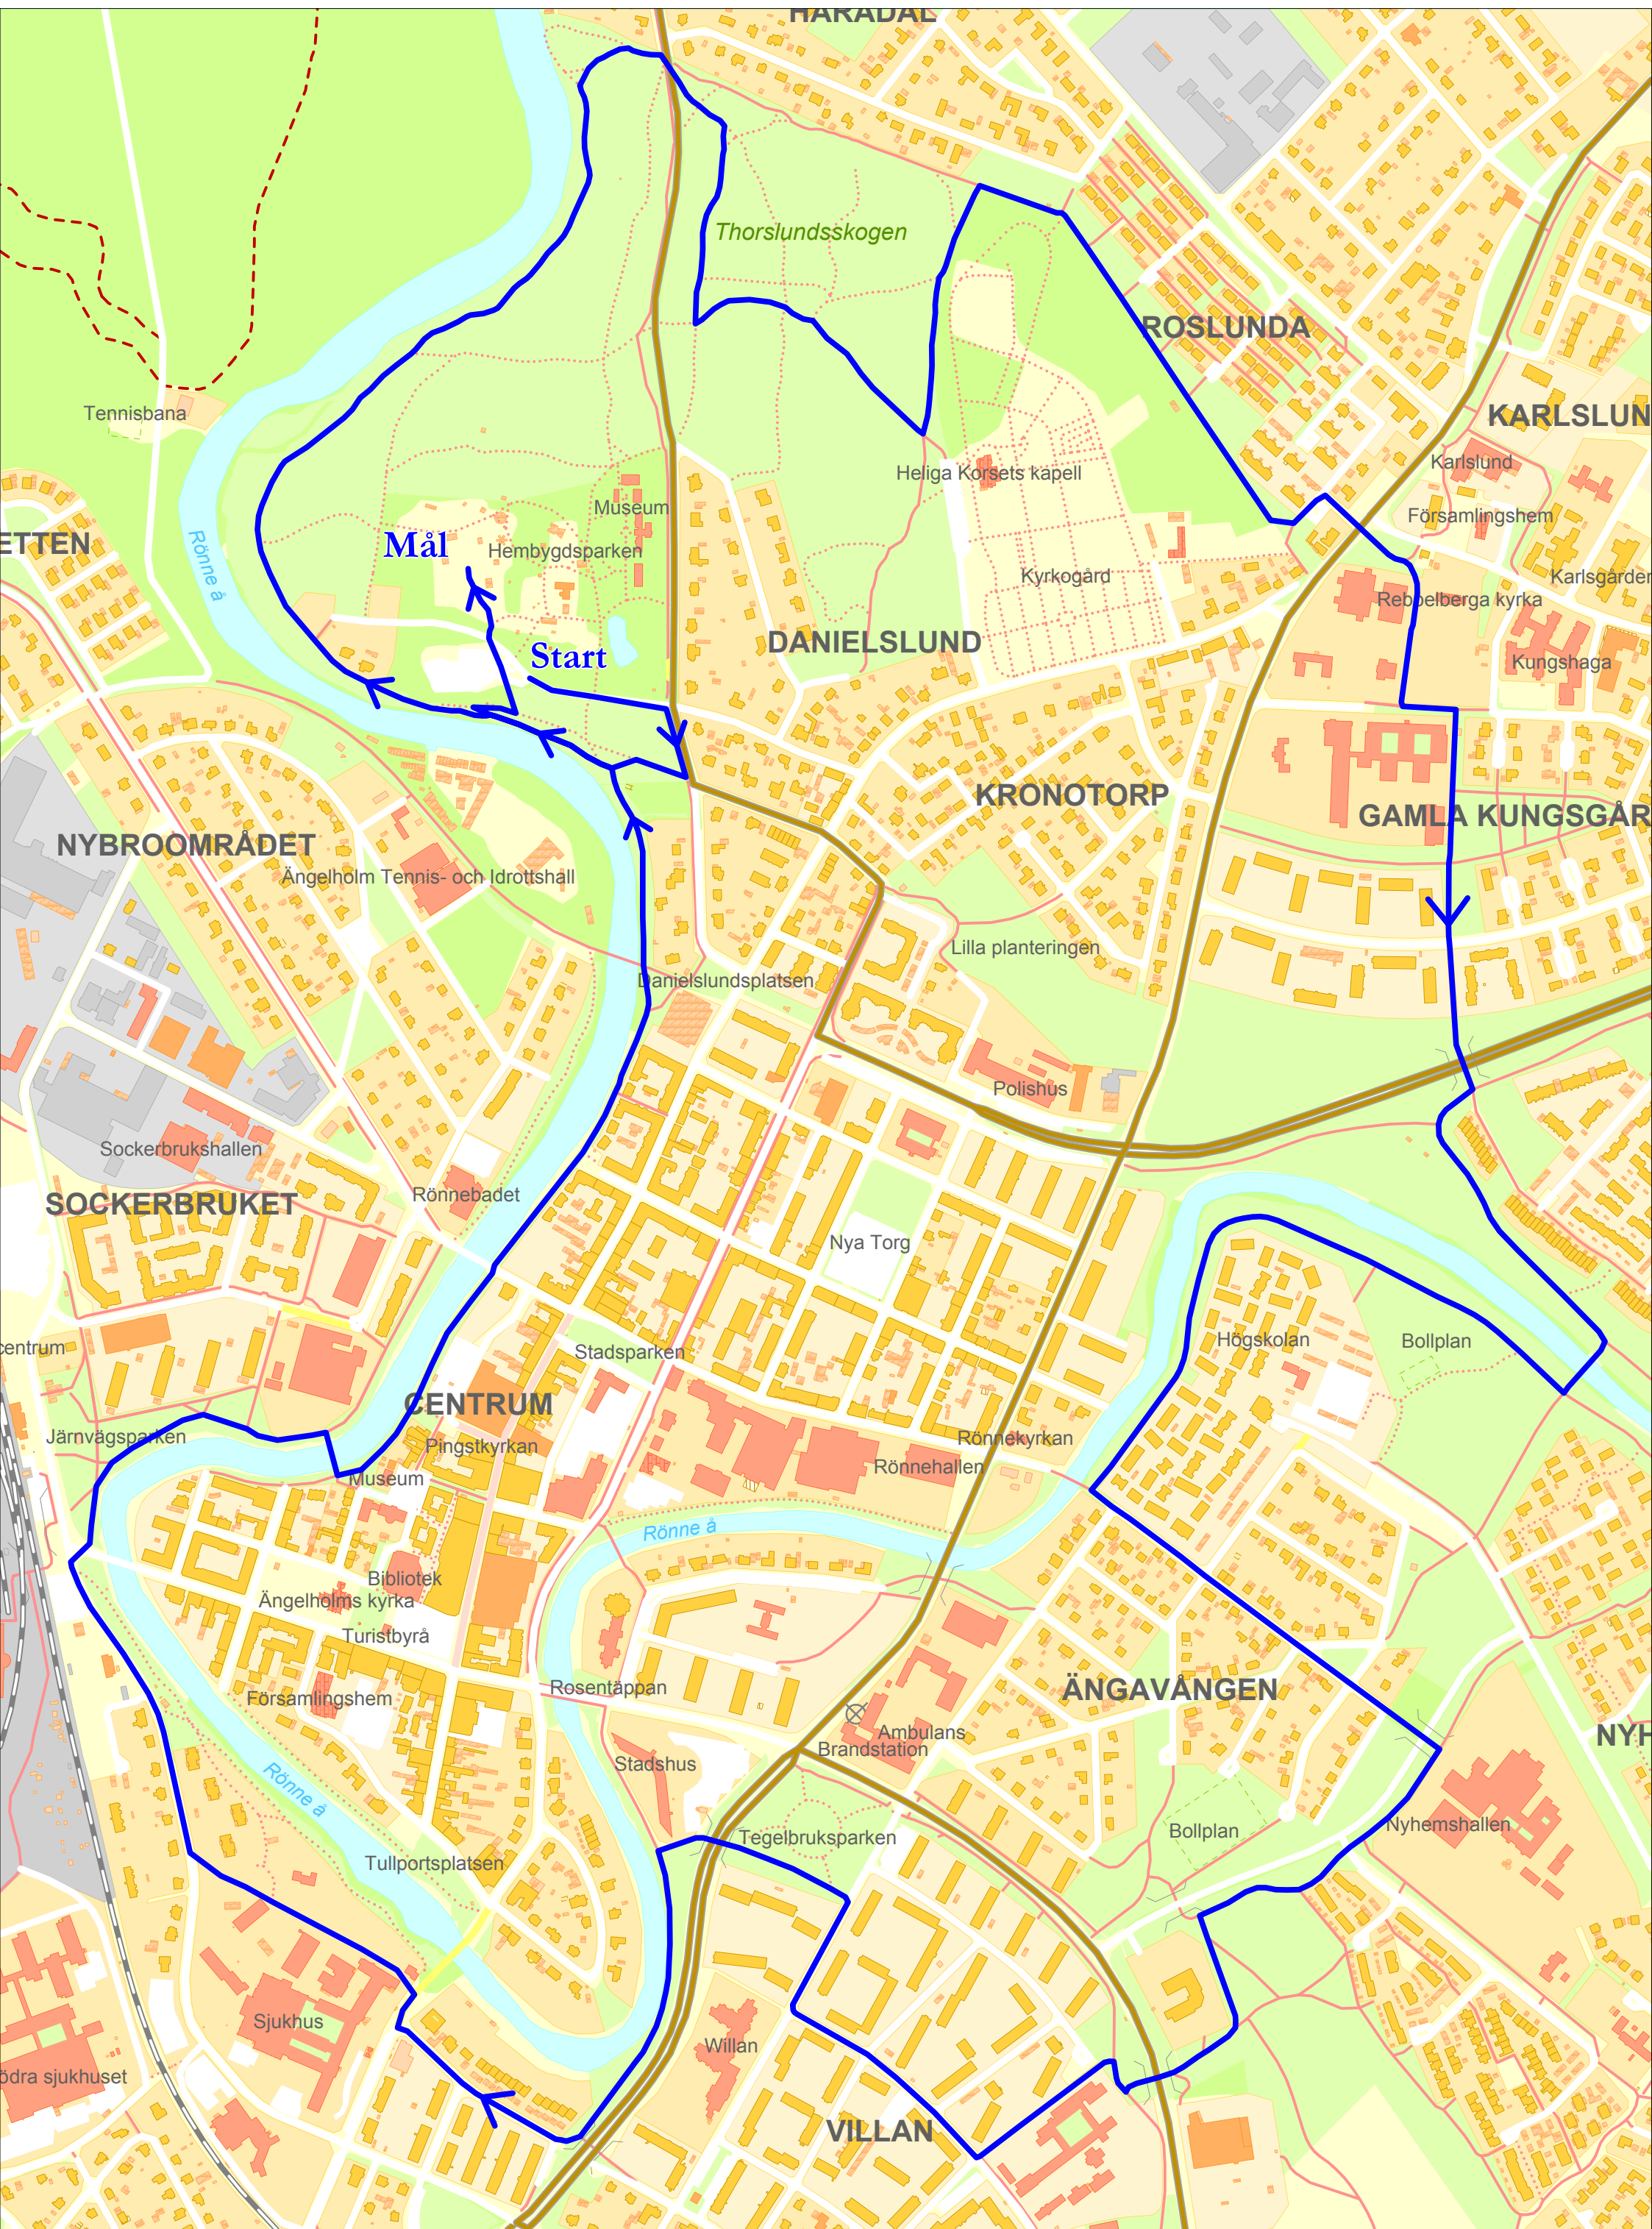 HARADAL
Thorslundsskogen
ROSLUNDA
Tennisbana
KARLSLUN
Karlslund
Heliga Korsets kapell
Museum
Församlingshem
Rönne å
ETTEN
Mål
Hembygdsparken
Kyrkogård
Karlsgårder
Rebbelberga kyrka
DANIELSLUND
Start
Kungshaga
KRONOTORP
GAMLA KUNGSGÅR
NYBROOMRÅDET
Ängelholm Tennis- och Idrottshall
Lilla planteringen
Danielslundsplatsen
Polishus
Sockerbrukshallen
Rönnebadet
SOCKERBRUKET
Nya Torg
Högskolan
Bollplan
centrum
Stadsparken
CENTRUM
Järnvägsparken
Pingstkyrkan
Rönnekyrkan
Rönnehallen
Museum
Rönne å
Bibliotek
Ängelholms kyrka
Turistbyrå
Rosentäppan
ÄNGAVÅNGEN
Församlingshem
Ambulans
Brandstation
NYH
Stadshus
Rönne å
Nyhemshallen
Bollplan
Tegelbruksparken
Tullportsplatsen
Sjukhus
Willan
ödra sjukhuset
VILLAN